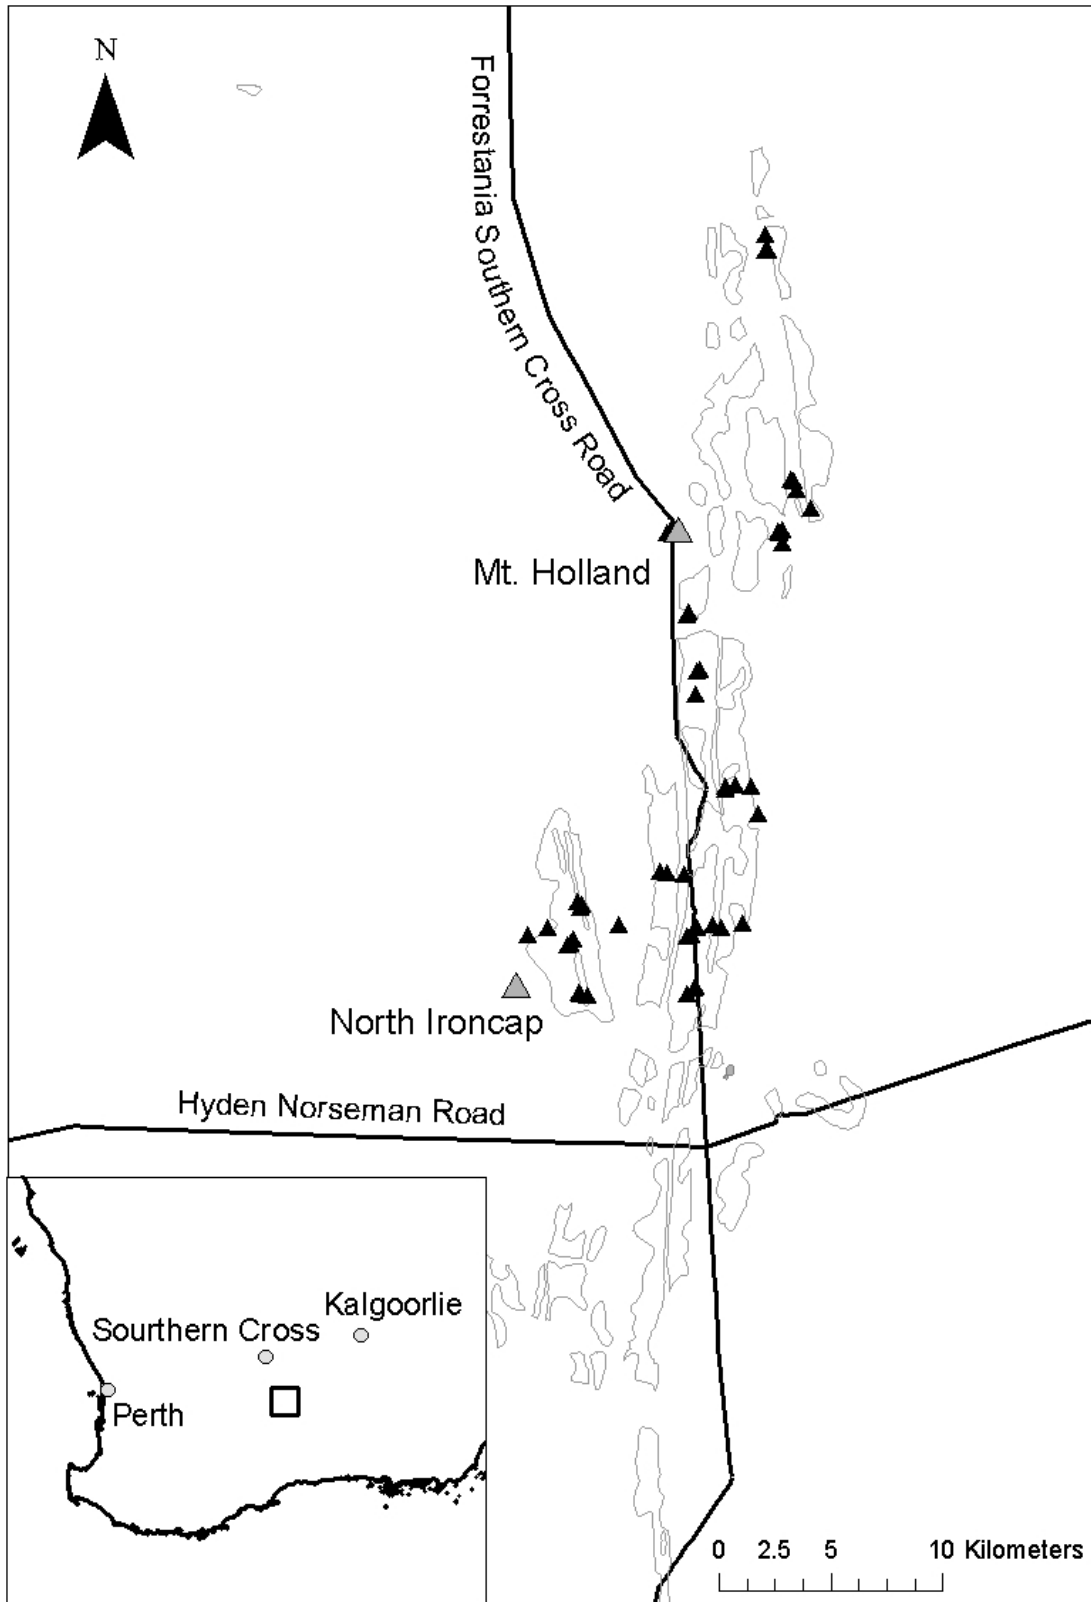 N
Forrestania Southern Cross Road
Mt. Holland
North Ironcap
Hyden Norseman Road
Kalgoorlie
Sourthern Cross
Perth
0 2.5 5 10 Kilometers